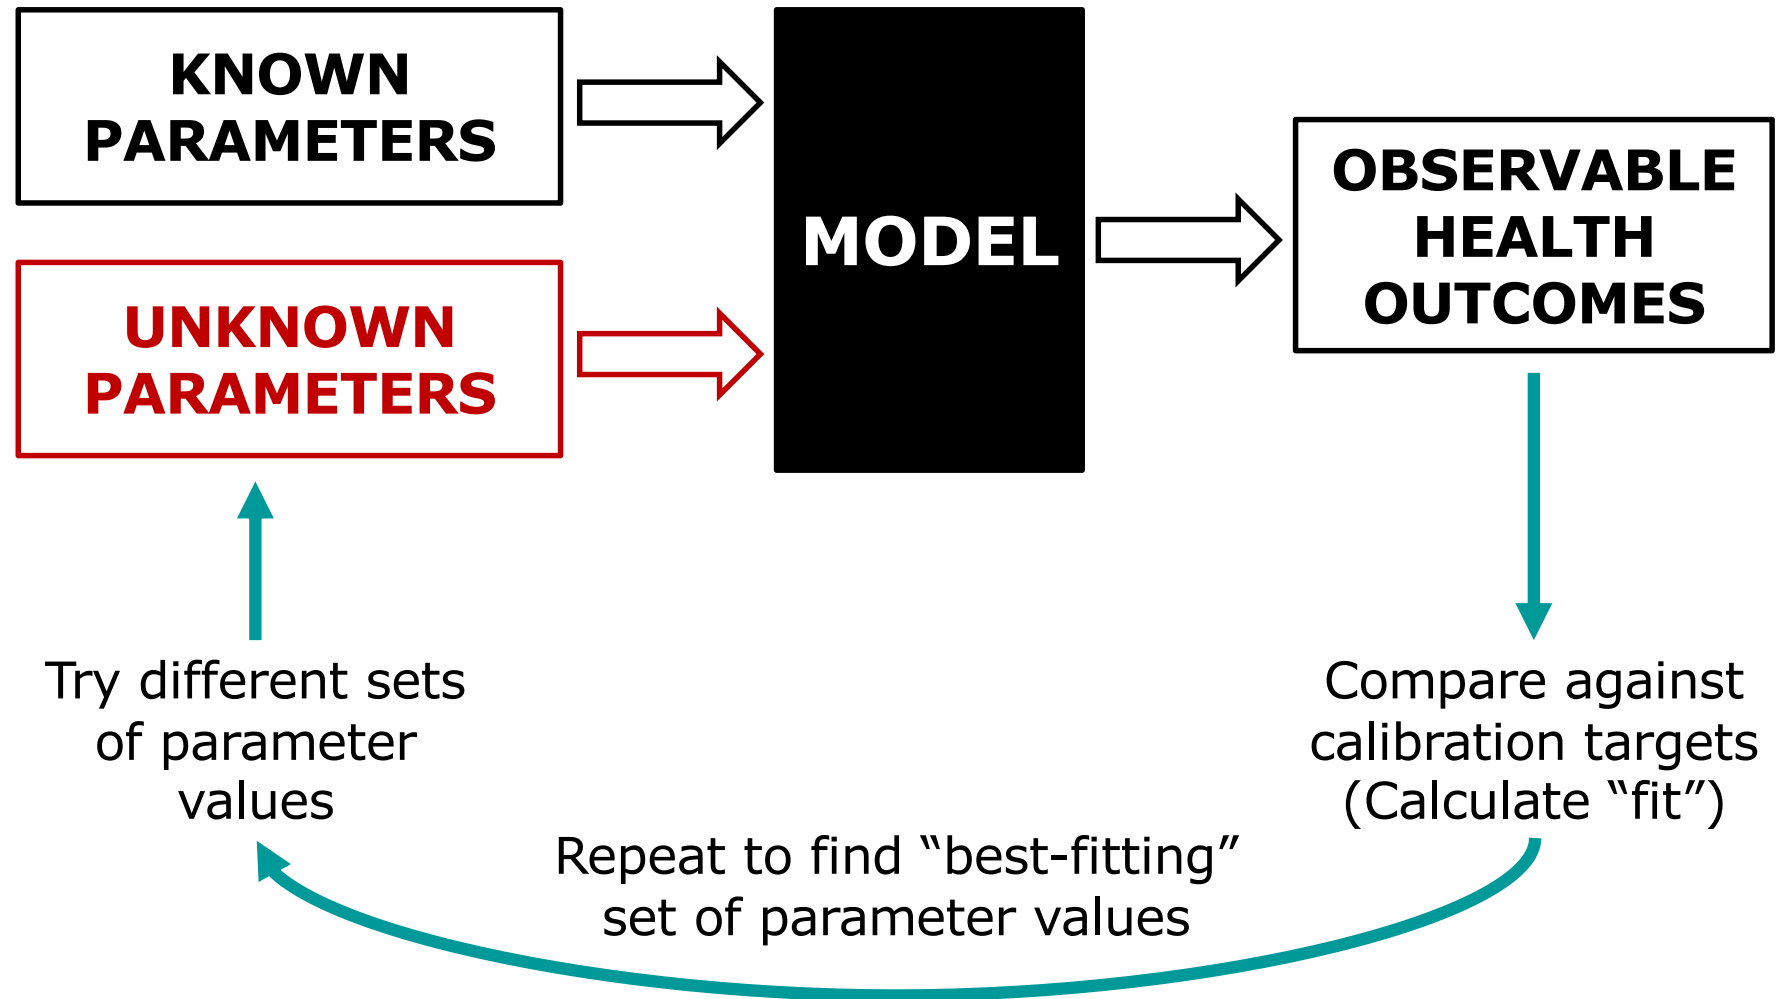 KNOWN
PARAMETERS
UNKNOWN
PARAMETERS
MODEL
OBSERVABLE
HEALTH
OUTCOMES
Try different sets
of parameter
values
Compare against
calibration targets
(Calculate “fit”)
Repeat to find “best-fitting”
set of parameter values